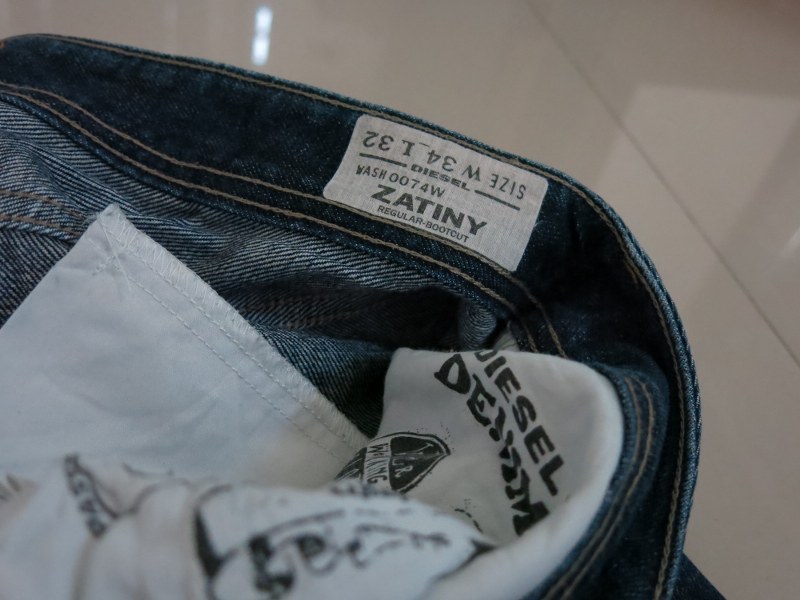 SIZE W 34 L 32
DIESEL
WASH 0074W
ZATINY
REGULAR-BOOTCUT
DIESEL
DENIM